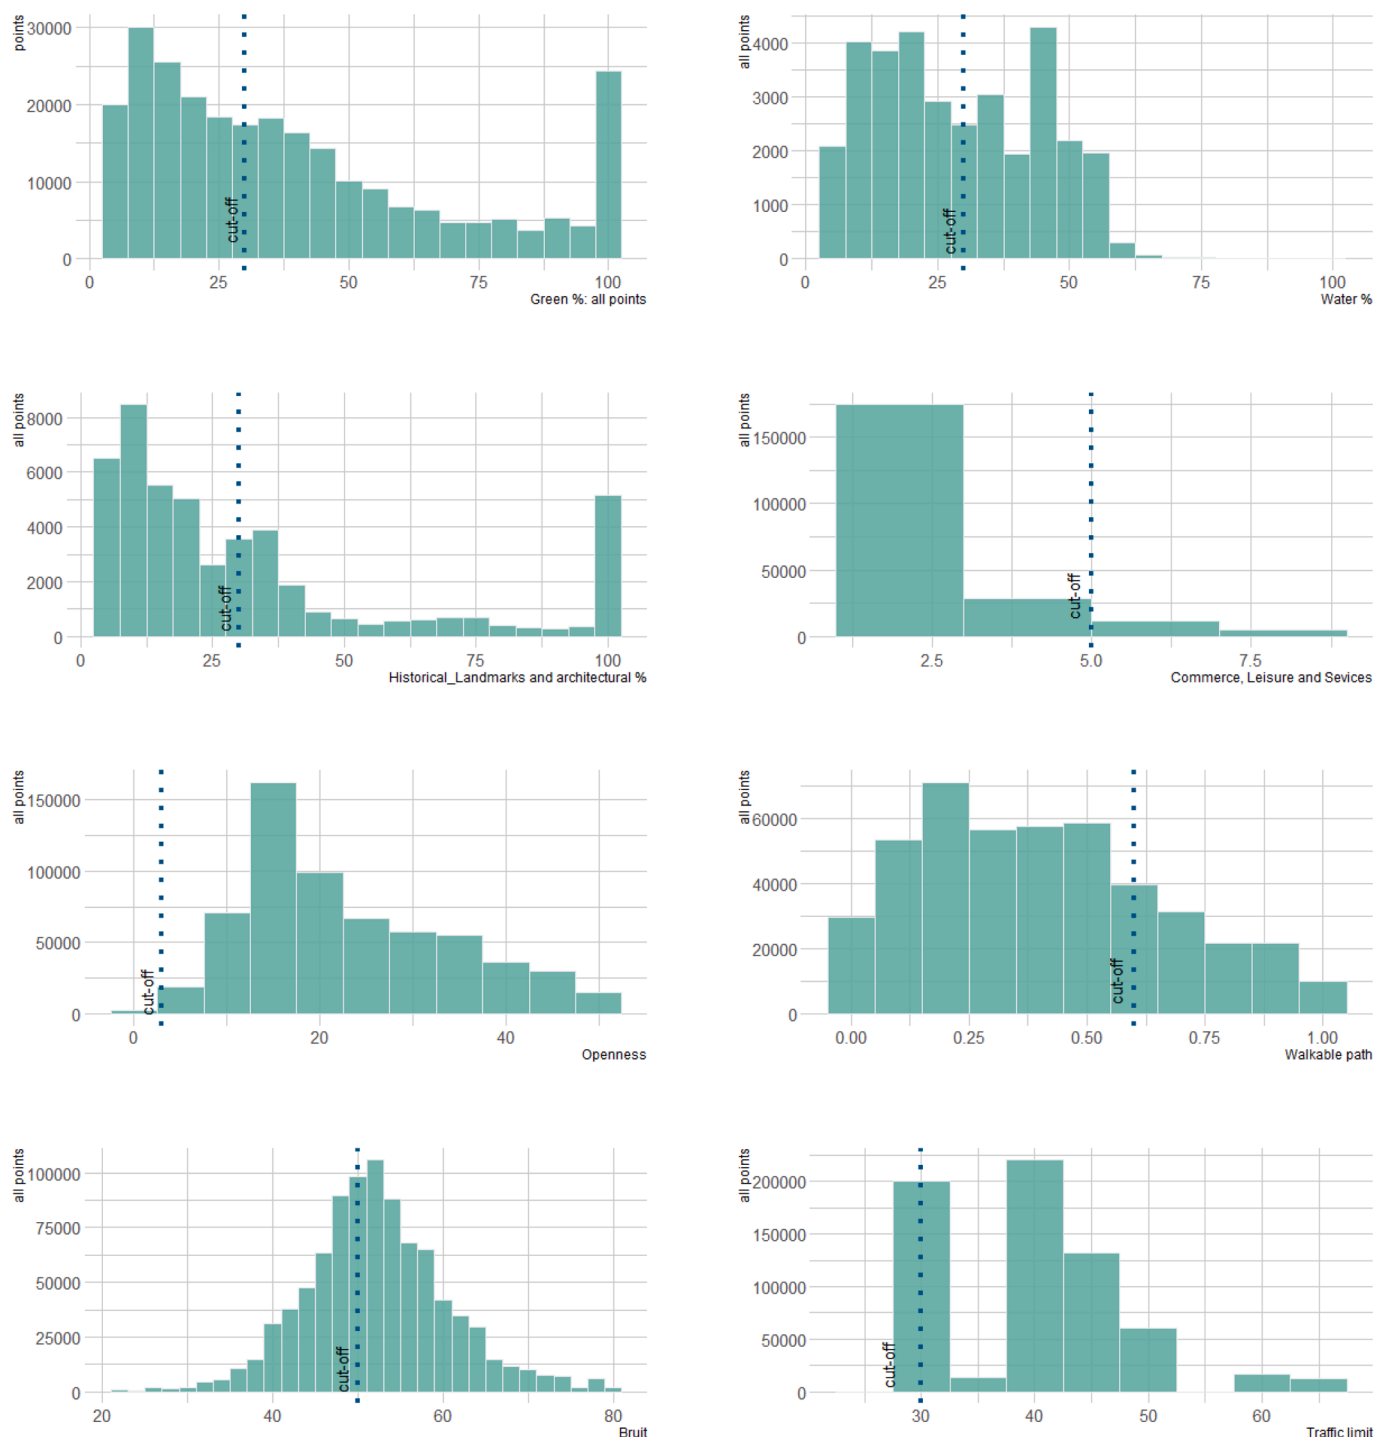 points
30000
20000
10000
0
cut-off
0 25 50 75 100
Green %: all points
all points
4000
3000
2000
1000
0
cut-off
0 25 50 75 100
Water %
all points
8000
6000
4000
2000
0
cut-off
0 25 50 75 100
Historical_Landmarks and architectural %
all points
150000
100000
50000
0
cut-off
2.5 5.0 7.5
Commerce, Leisure and Sevices
all points
150000
100000
50000
0
cut-off
0 20 40
Openness
all points
60000
40000
20000
0
cut-off
0.00 0.25 0.50 0.75 1.00
Walkable path
all points
100000
75000
50000
25000
0
cut-off
20 40 60 80
Bruit
all points
200000
150000
100000
50000
0
cut-off
30 40 50 60
Traffic limit